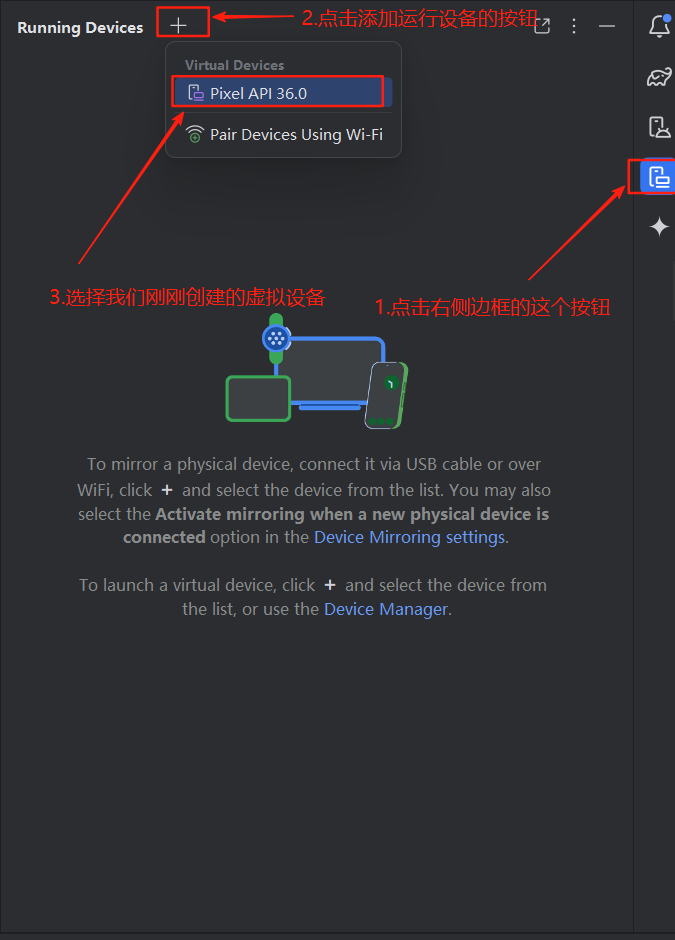 Running Devices
2.点击添加运行设备的按钮
Virtual Devices
Pixel API 36.0
Pair Devices Using Wi-Fi
3.选择我们刚刚创建的虚拟设备
1.点击右侧边框的这个按钮
To mirror a physical device, connect it via USB cable or over
WiFi, click + and select the device from the list. You may also
select the Activate mirroring when a new physical device is
connected option in the Device Mirroring settings.
To launch a virtual device, click + and select the device from
the list, or use the Device Manager.